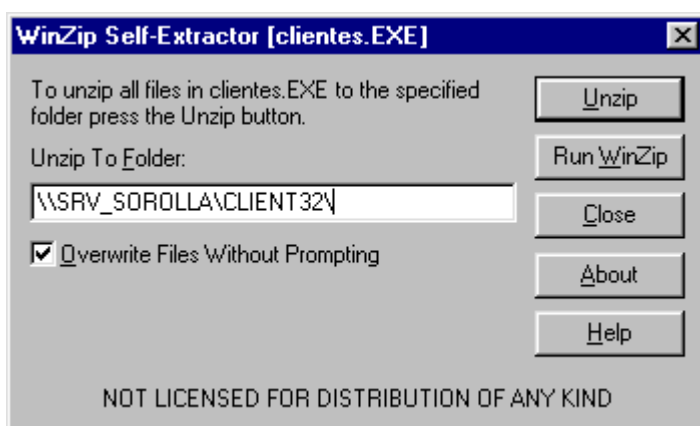 WinZip Self-Extractor [clientes.EXE]
To unzip all files in clientes.EXE to the specified
folder press the Unzip button.
Unzip To Folder:
\\SRV_SOROLLA\CLIENT32\
Overwrite Files Without Prompting
Unzip
Run WinZip
Close
About
Help
NOT LICENSED FOR DISTRIBUTION OF ANY KIND